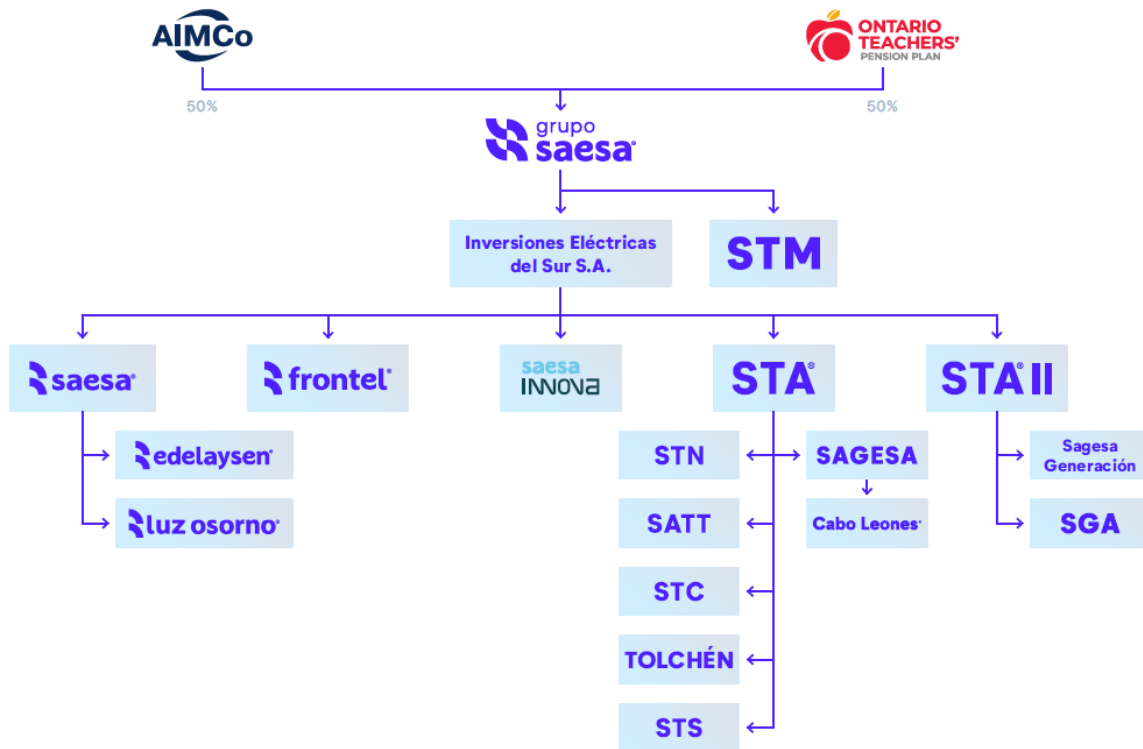 AIMCo
ONTARIO
TEACHERS'
PENSION PLAN
50%
50%
grupo
saesa®
Inversiones Eléctricas
del Sur S.A.
STM
saesa®
frontel®
saesa
INNOVA
STA®
STA® II
edelaysen®
luz osorno®
STN
SAGESA
Sagesa
Generación
SATT
Cabo Leones®
SGA
STC
TOLCHÉN
STS